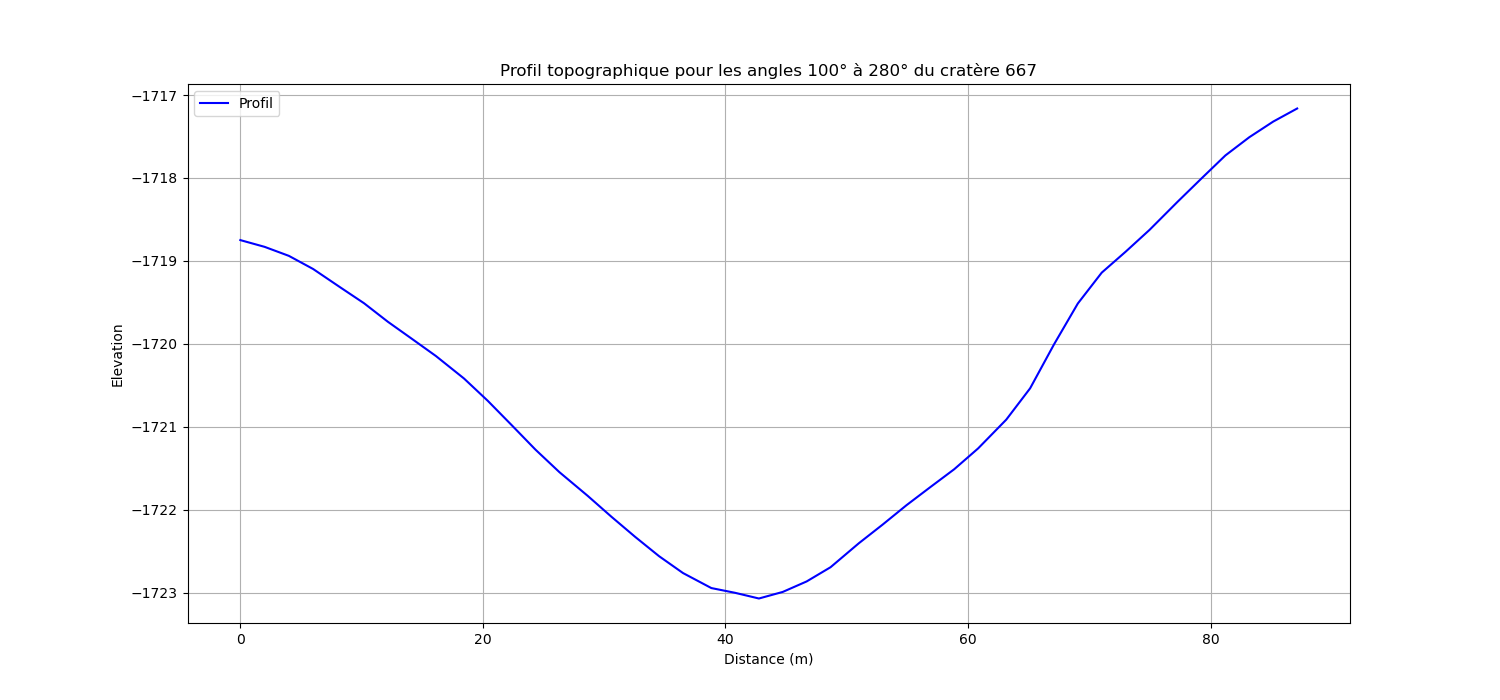 Profil topographique pour les angles 100° à 280° du cratère 667
Profil
−1717
−1718
−1719
−1720
−1721
−1722
−1723
Elevation
0 20 40 60 80
Distance (m)